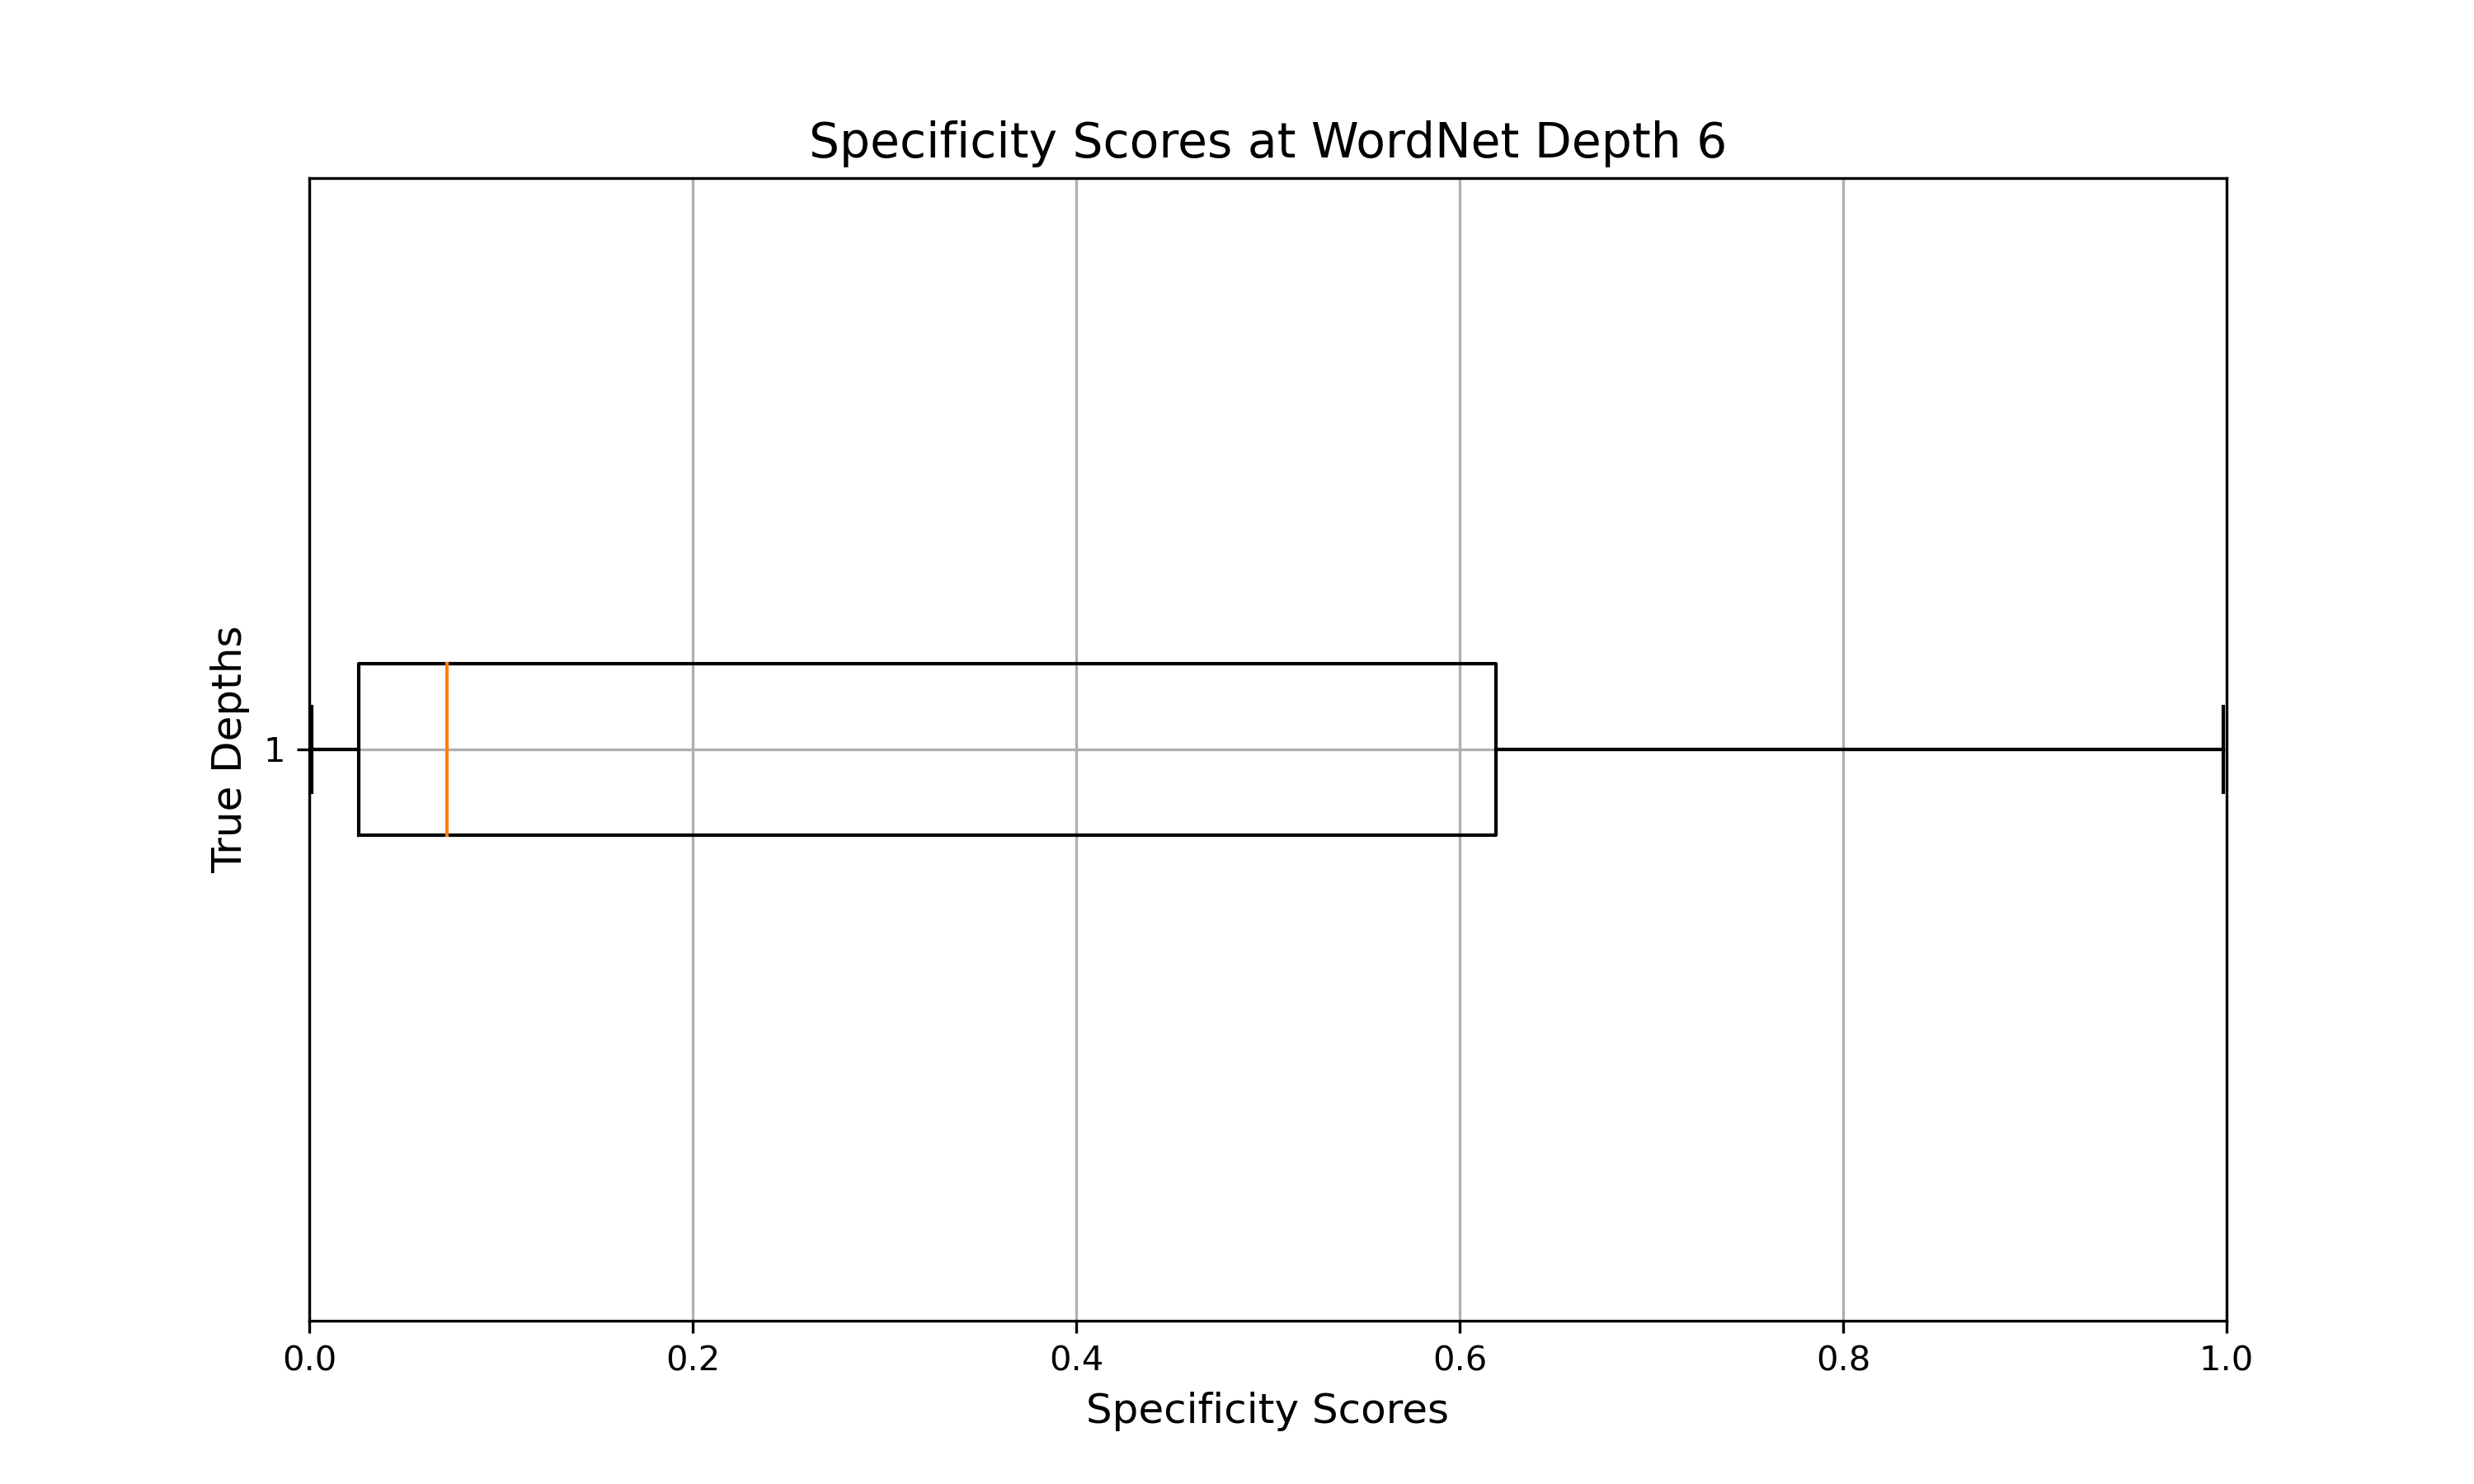 Specificity Scores at WordNet Depth 6
True Depths
1
0.0 0.2 0.4 0.6 0.8 1.0
Specificity Scores